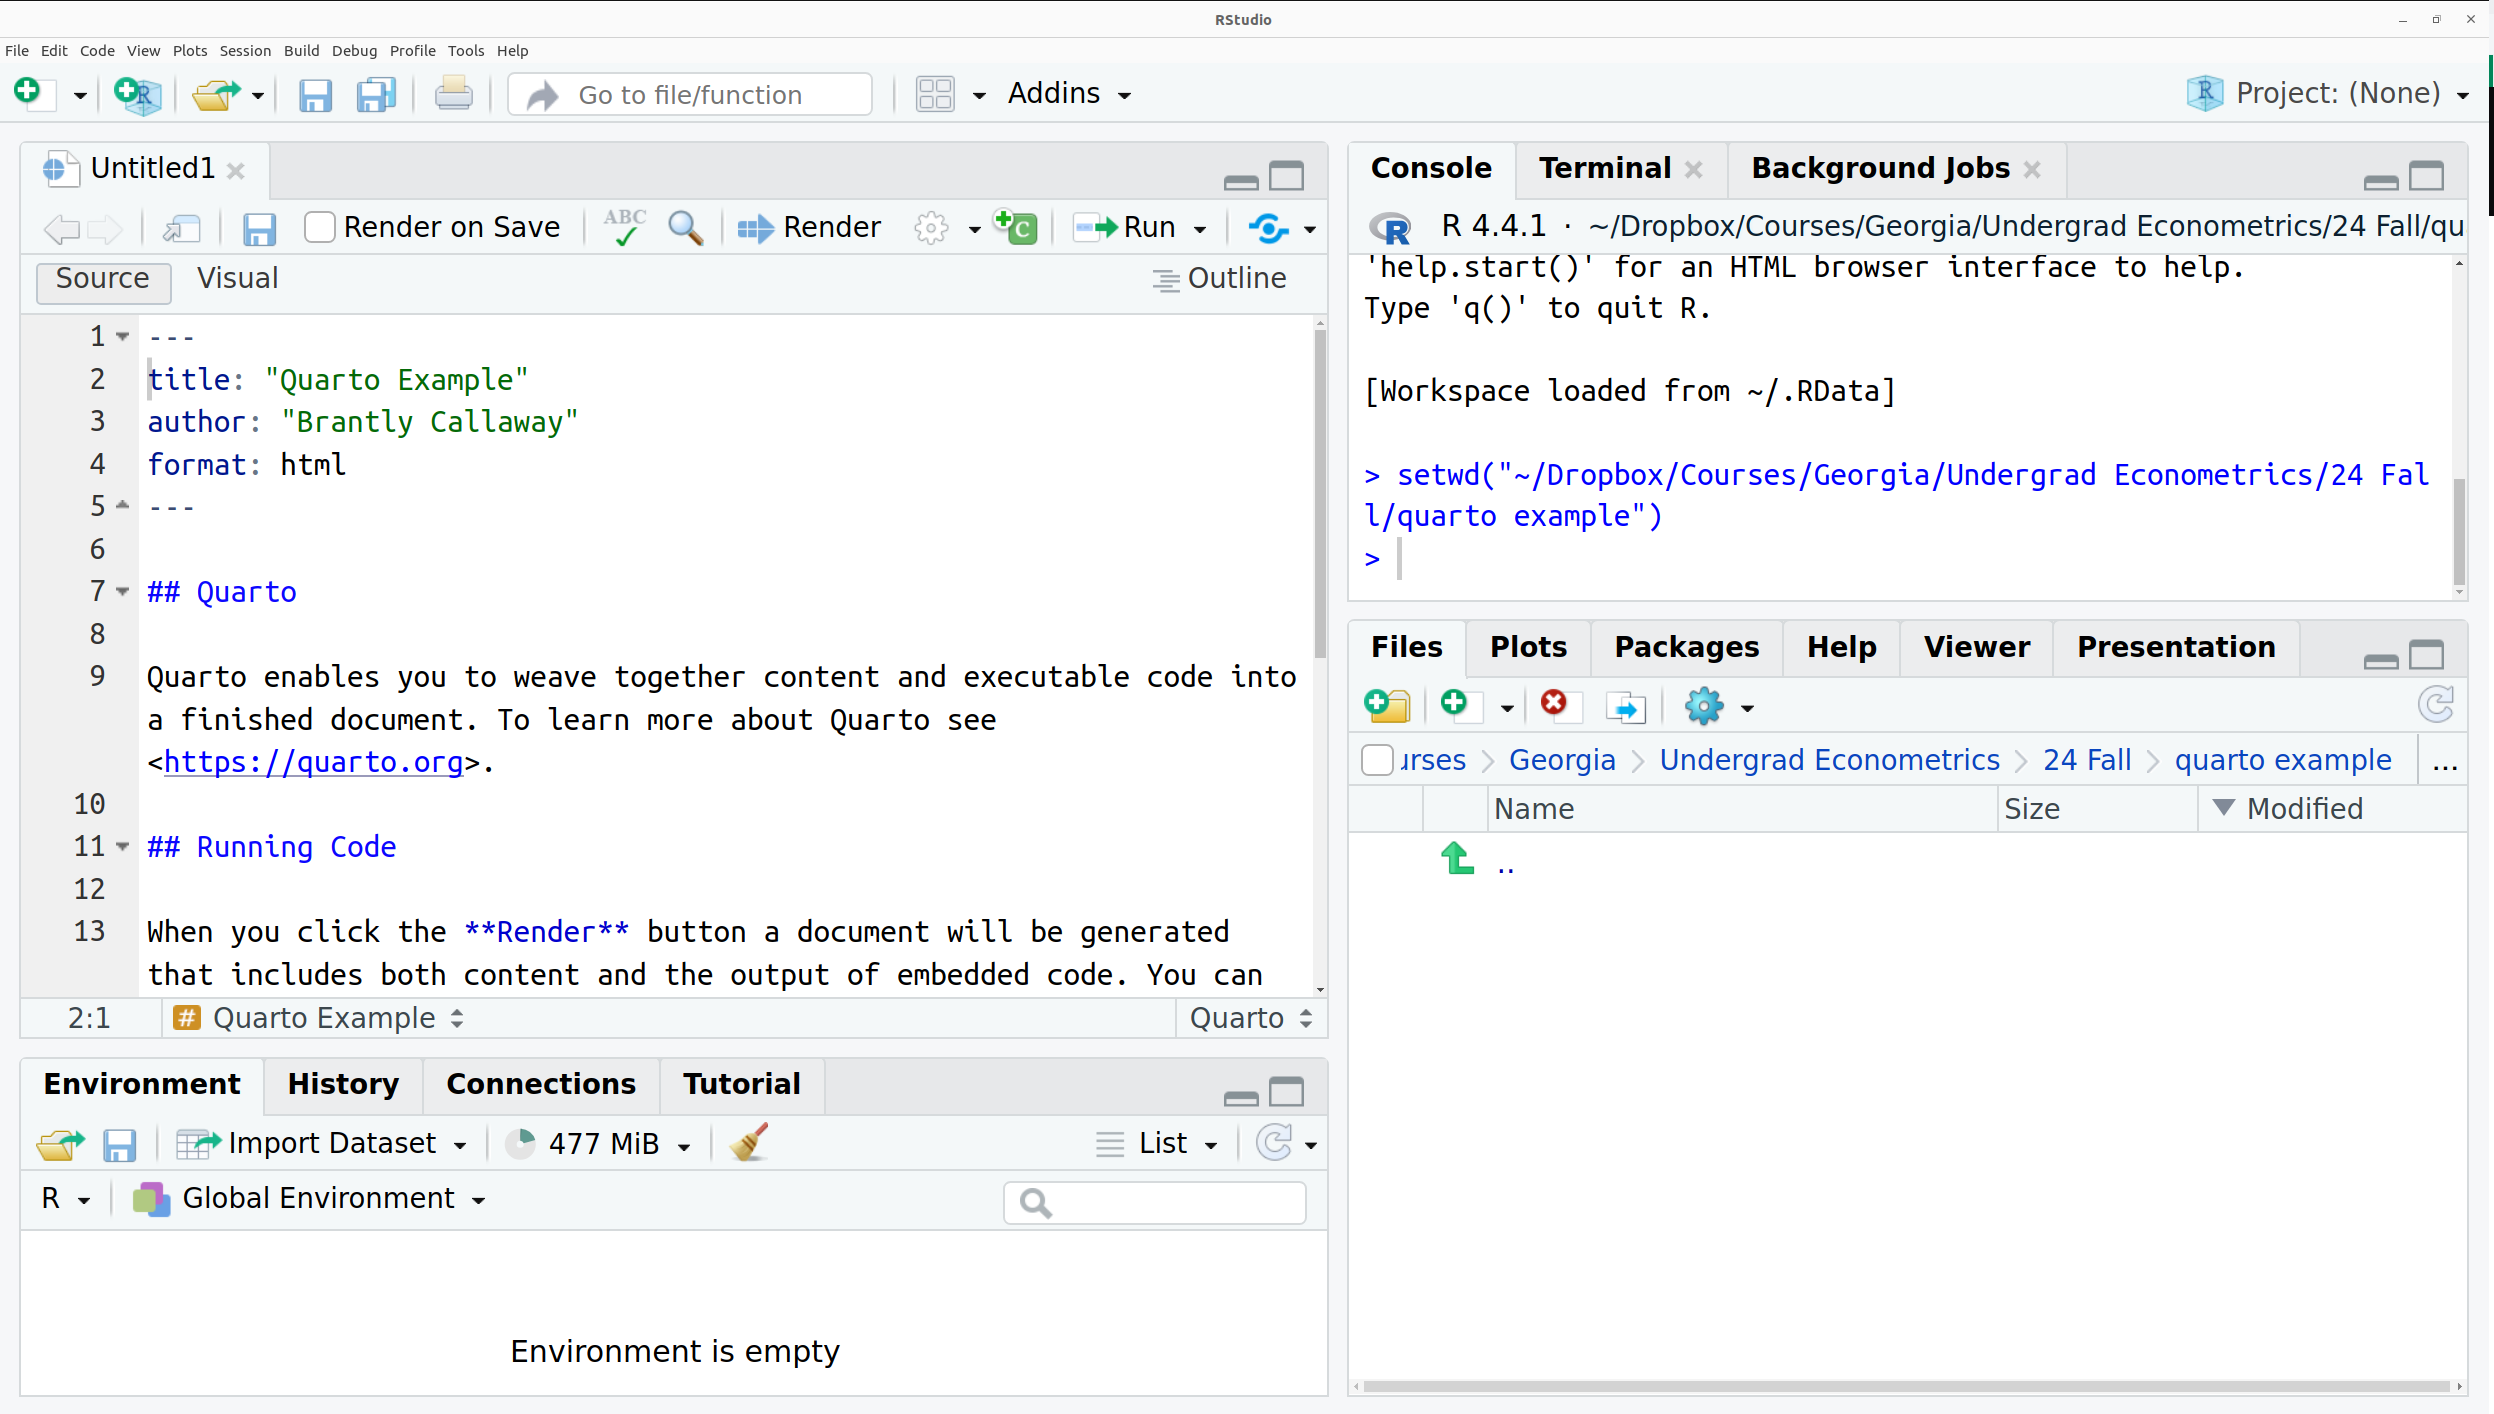 RStudio
File Edit Code View Plots Session Build Debug Profile Tools Help
Go to file/function
Addins
Project: (None)
Untitled1
Render on Save
ABC
Render
Run
Source
Visual
Outline
1 ---
2 title: "Quarto Example"
3 author: "Brantly Callaway"
4 format: html
5 ---
6
7 ## Quarto
8
9 Quarto enables you to weave together content and executable code into
a finished document. To learn more about Quarto see
<https://quarto.org>.
10
11 ## Running Code
12
13 When you click the **Render** button a document will be generated
that includes both content and the output of embedded code. You can
2:1
# Quarto Example
Quarto
Environment History Connections Tutorial
Import Dataset
477 MiB
List
R
Global Environment
Environment is empty
Console Terminal Background Jobs
R 4.4.1 · ~/Dropbox/Courses/Georgia/Undergrad Econometrics/24 Fall/qu
'help.start()' for an HTML browser interface to help.
Type 'q()' to quit R.
[Workspace loaded from ~/.RData]
> setwd("~/Dropbox/Courses/Georgia/Undergrad Econometrics/24 Fal
l/quarto example")
>
Files Plots Packages Help Viewer Presentation
urses Georgia Undergrad Econometrics 24 Fall quarto example ...
Name Size Modified
..